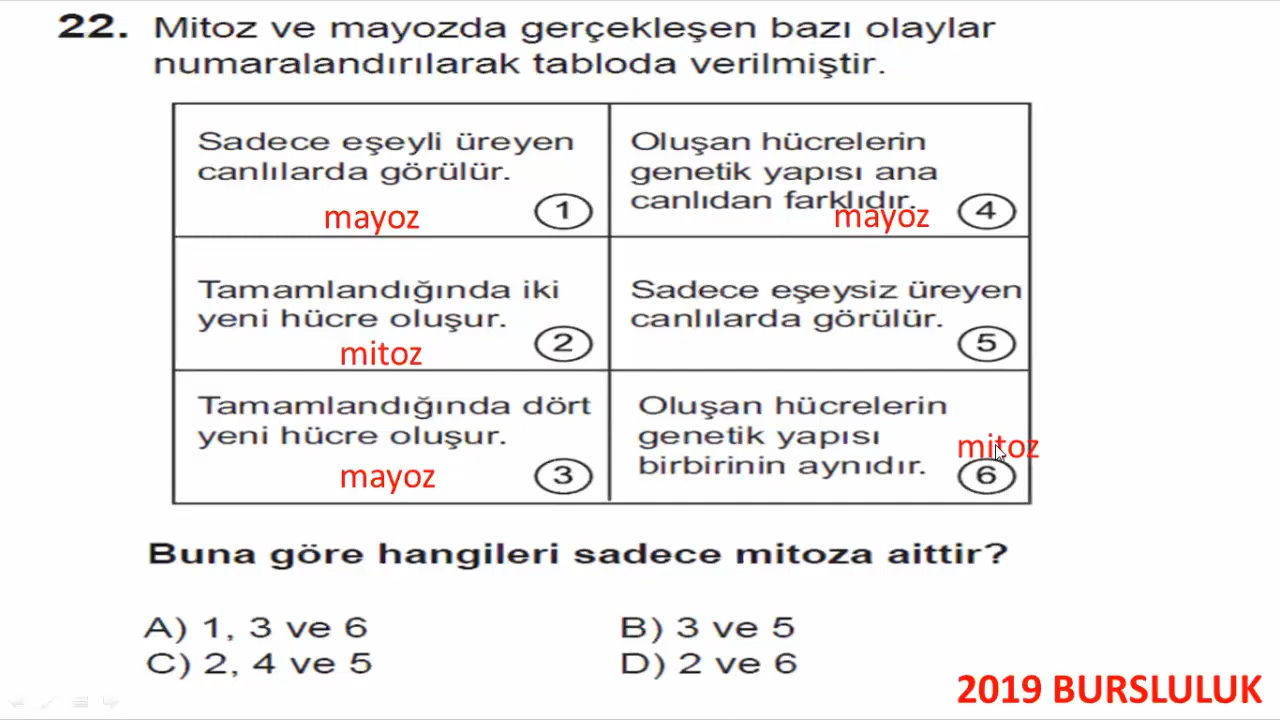 22. Mitoz ve mayozda gerçekleşen bazı olaylar
numaralandırılarak tabloda verilmiştir.
Sadece eşeyli üreyen
canlılarda görülür.
mayoz
1
Oluşan hücrelerin
genetik yapısı ana
canlıdan farklıdır.
mayoz
4
Tamamlandığında iki
yeni hücre oluşur.
mitoz
2
Sadece eşeysiz üreyen
canlılarda görülür.
5
Tamamlandığında dört
yeni hücre oluşur.
mayoz
3
Oluşan hücrelerin
genetik yapısı
birbirinin aynıdır.
mitoz
6
Buna göre hangileri sadece mitoza aittir?
A) 1, 3 ve 6
B) 3 ve 5
C) 2, 4 ve 5
D) 2 ve 6
2019 BURSLULUK